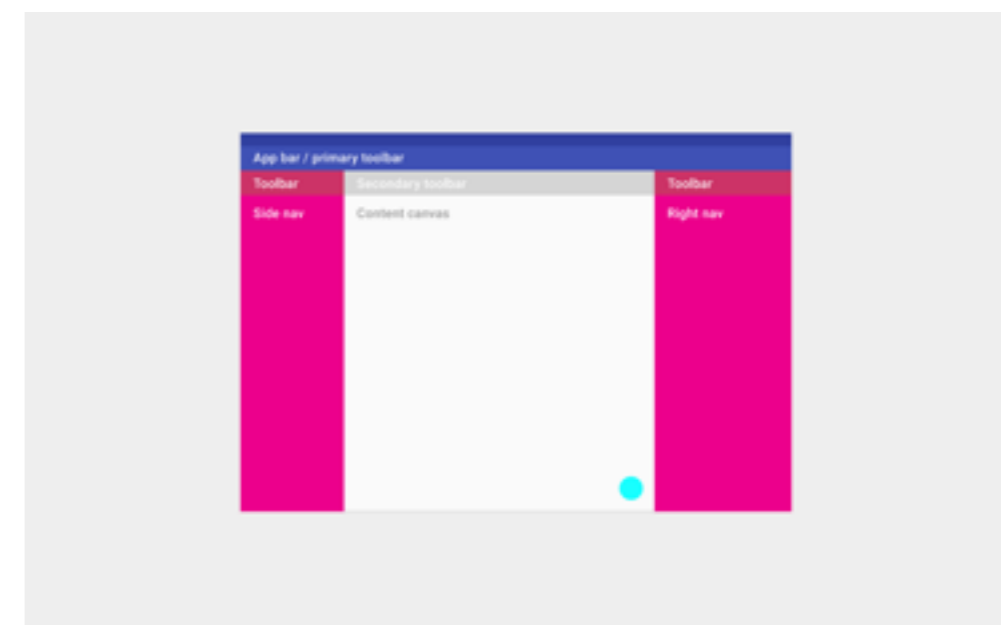 App bar / primary toolbar
Toolbar
Secondary toolbar
Toolbar
Side nav
Content canvas
Right nav